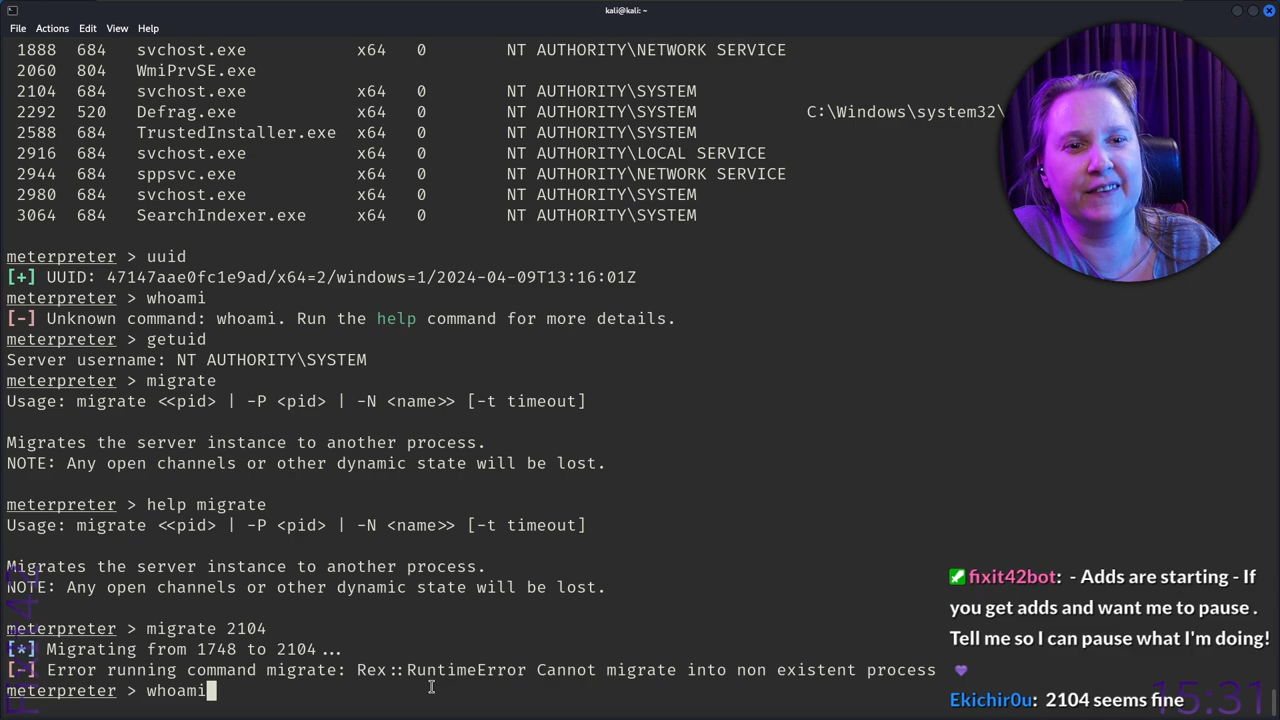 kali@kali: ~
File Actions Edit View Help
1888 684 svchost.exe x64 0 NT AUTHORITY\NETWORK SERVICE
2060 804 WmiPrvSE.exe
2104 684 svchost.exe x64 0 NT AUTHORITY\SYSTEM
2292 520 Defrag.exe x64 0 NT AUTHORITY\SYSTEM C:\Windows\system32\
2588 684 TrustedInstaller.exe x64 0 NT AUTHORITY\SYSTEM
2916 684 svchost.exe x64 0 NT AUTHORITY\LOCAL SERVICE
2944 684 sppsvc.exe x64 0 NT AUTHORITY\NETWORK SERVICE
2980 684 svchost.exe x64 0 NT AUTHORITY\SYSTEM
3064 684 SearchIndexer.exe x64 0 NT AUTHORITY\SYSTEM
meterpreter > uuid
[+] UUID: 47147aae0fc1e9ad/x64=2/windows=1/2024-04-09T13:16:01Z
meterpreter > whoami
[-] Unknown command: whoami. Run the help command for more details.
meterpreter > getuid
Server username: NT AUTHORITY\SYSTEM
meterpreter > migrate
Usage: migrate <<pid> | -P <pid> | -N <name>> [-t timeout]
Migrates the server instance to another process.
NOTE: Any open channels or other dynamic state will be lost.
meterpreter > help migrate
Usage: migrate <<pid> | -P <pid> | -N <name>> [-t timeout]
Migrates the server instance to another process.
NOTE: Any open channels or other dynamic state will be lost.
meterpreter > migrate 2104
[*] Migrating from 1748 to 2104...
[-] Error running command migrate: Rex::RuntimeError Cannot migrate into non existent process
meterpreter > whoami
fixit42bot: - Adds are starting - If
you get adds and want me to pause .
Tell me so I can pause what I'm doing!
Ekichir0u: 2104 seems fine
15:31